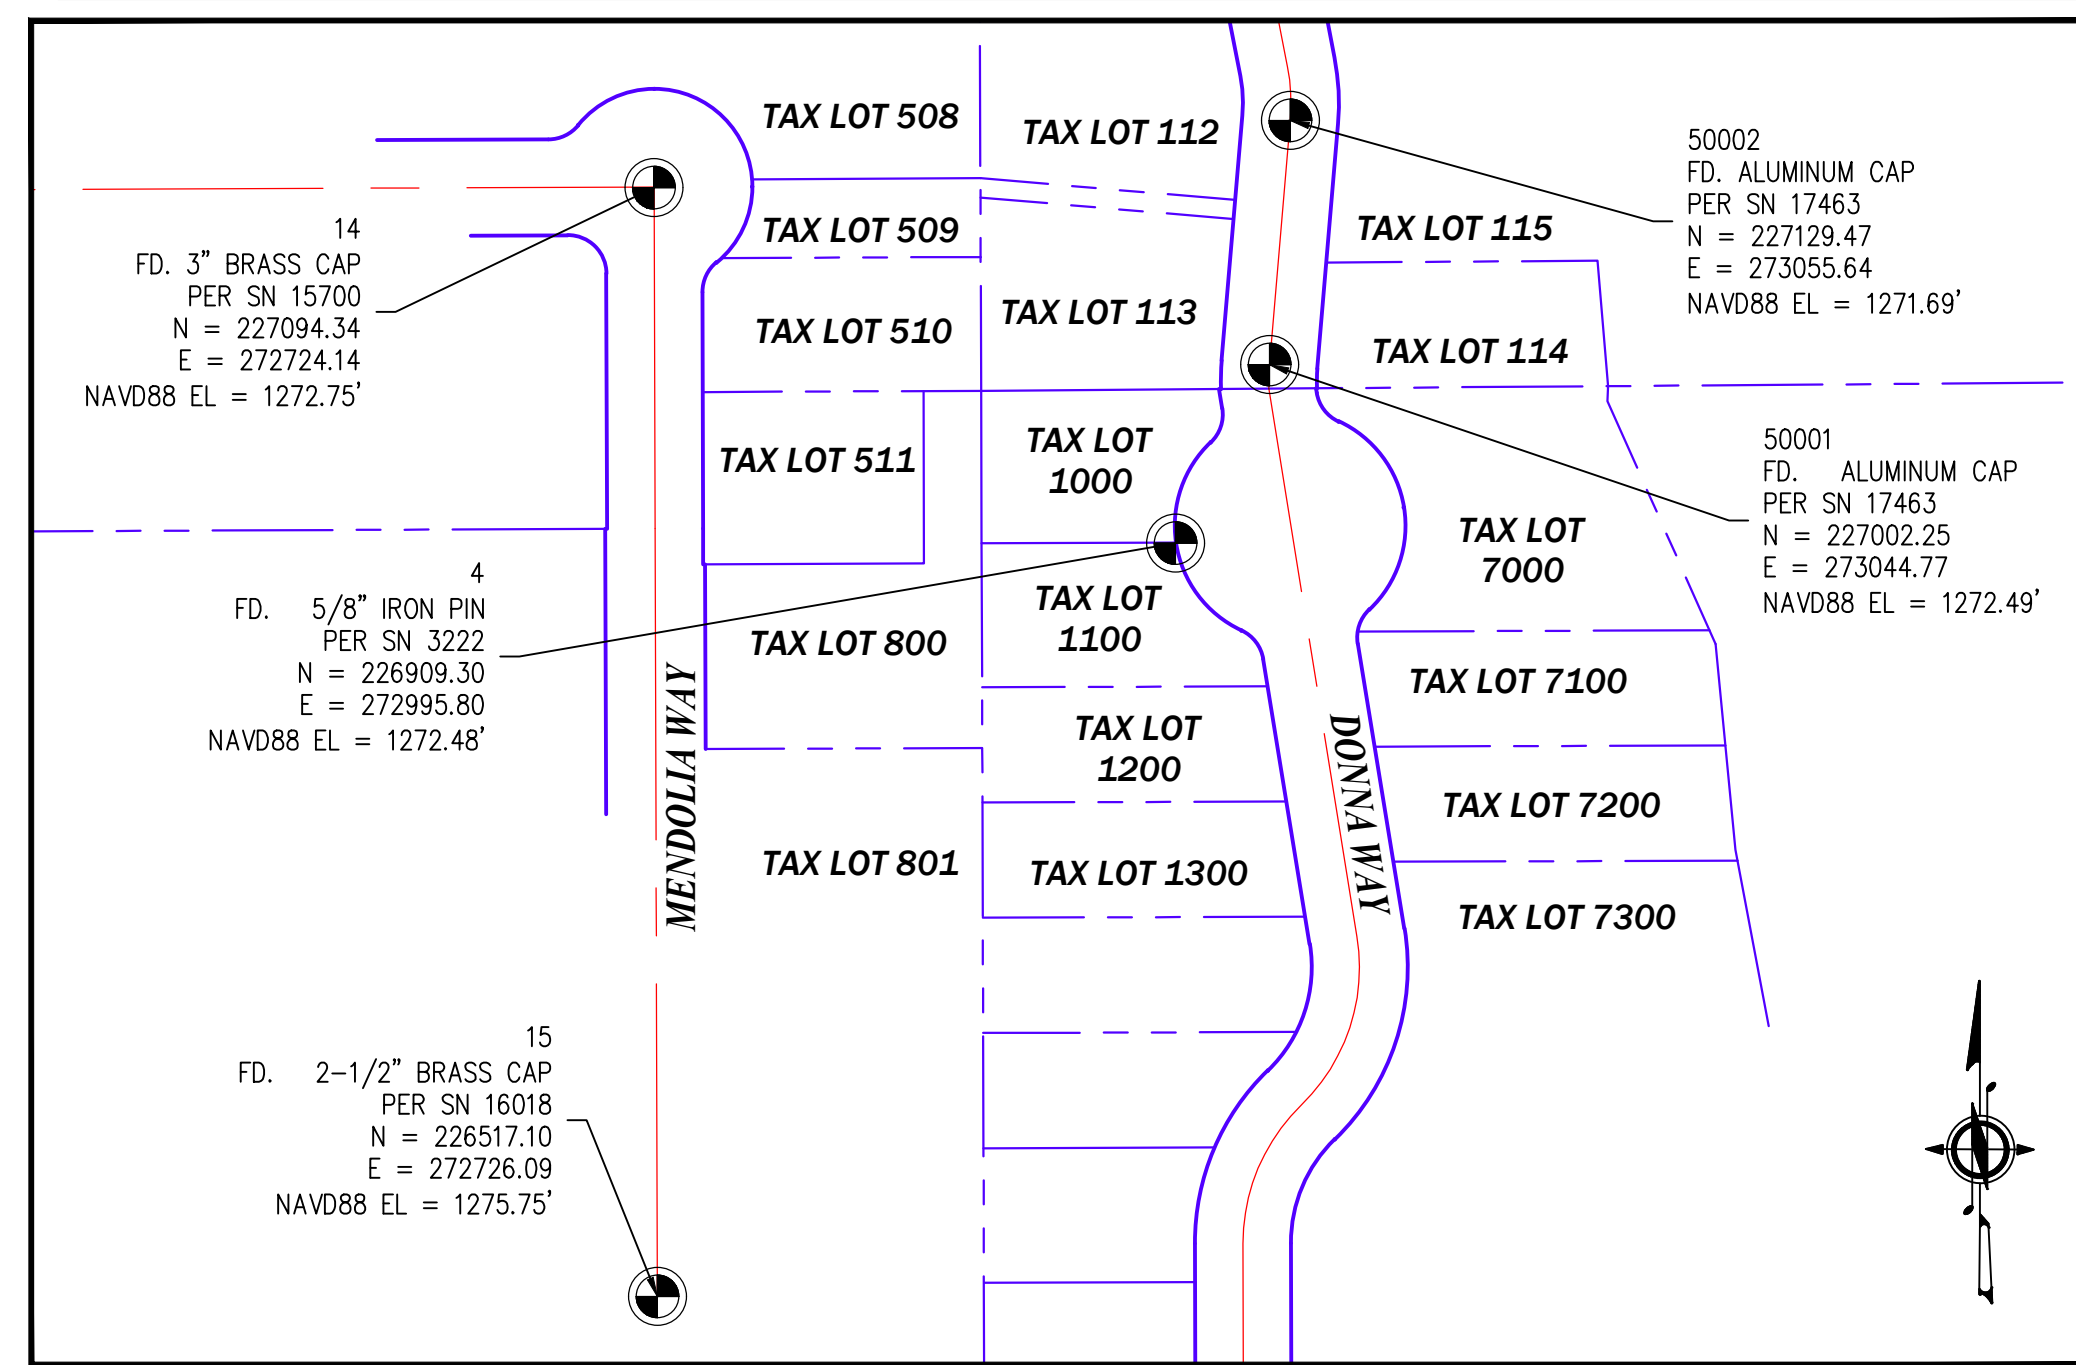 TAX LOT 508
TAX LOT 112
50002
FD. ALUMINUM CAP
PER SN 17463
N = 227129.47
E = 273055.64
NAVD88 EL = 1271.69'
14
FD. 3" BRASS CAP
PER SN 15700
N = 227094.34
E = 272724.14
NAVD88 EL = 1272.75'
TAX LOT 509
TAX LOT 115
TAX LOT 510
TAX LOT 113
TAX LOT 114
TAX LOT 511
TAX LOT
1000
50001
FD. ALUMINUM CAP
PER SN 17463
N = 227002.25
E = 273044.77
NAVD88 EL = 1272.49'
TAX LOT
7000
4
FD. 5/8" IRON PIN
PER SN 3222
N = 226909.30
E = 272995.80
NAVD88 EL = 1272.48'
TAX LOT 800
TAX LOT
1100
TAX LOT 7100
MENDOLIA WAY
TAX LOT
1200
DONNA WAY
TAX LOT 7200
TAX LOT 801
TAX LOT 1300
TAX LOT 7300
15
FD. 2-1/2" BRASS CAP
PER SN 16018
N = 226517.10
E = 272726.09
NAVD88 EL = 1275.75'